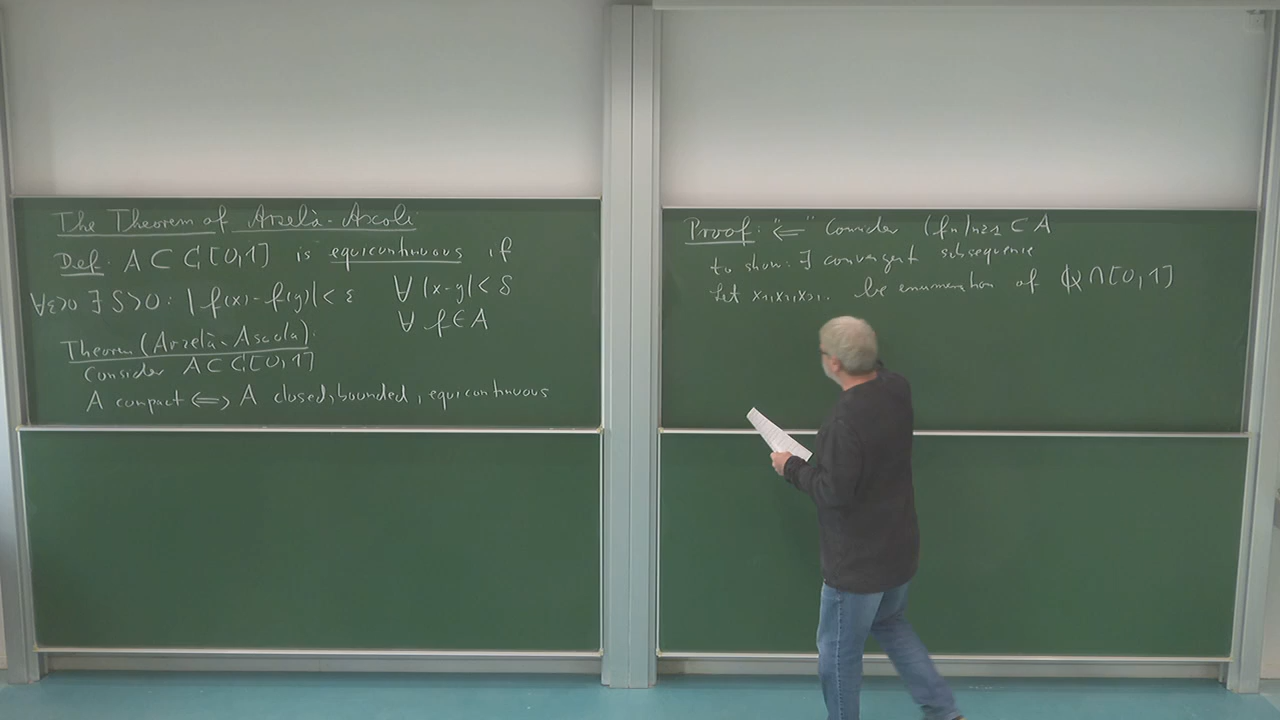 The Theorem of Arzelà-Ascoli
Def: A ⊂ C[0,1] is equicontinuous if
∀ε>0 ∃ δ>0: |f(x)-f(y)|< ε ∀ |x-y|< δ
∀ f ∈ A
Theorem (Arzelà-Ascola).
Consider A ⊂ C[0,1]
A compact ⟺ A closed, bounded, equicontinuous
Proof: "⟸" Consider (fn)n≥1 ⊂ A
to show: ∃ convergent subsequence
Let x1,x2,x3,.. be enumeration of ℚ∩[0,1]